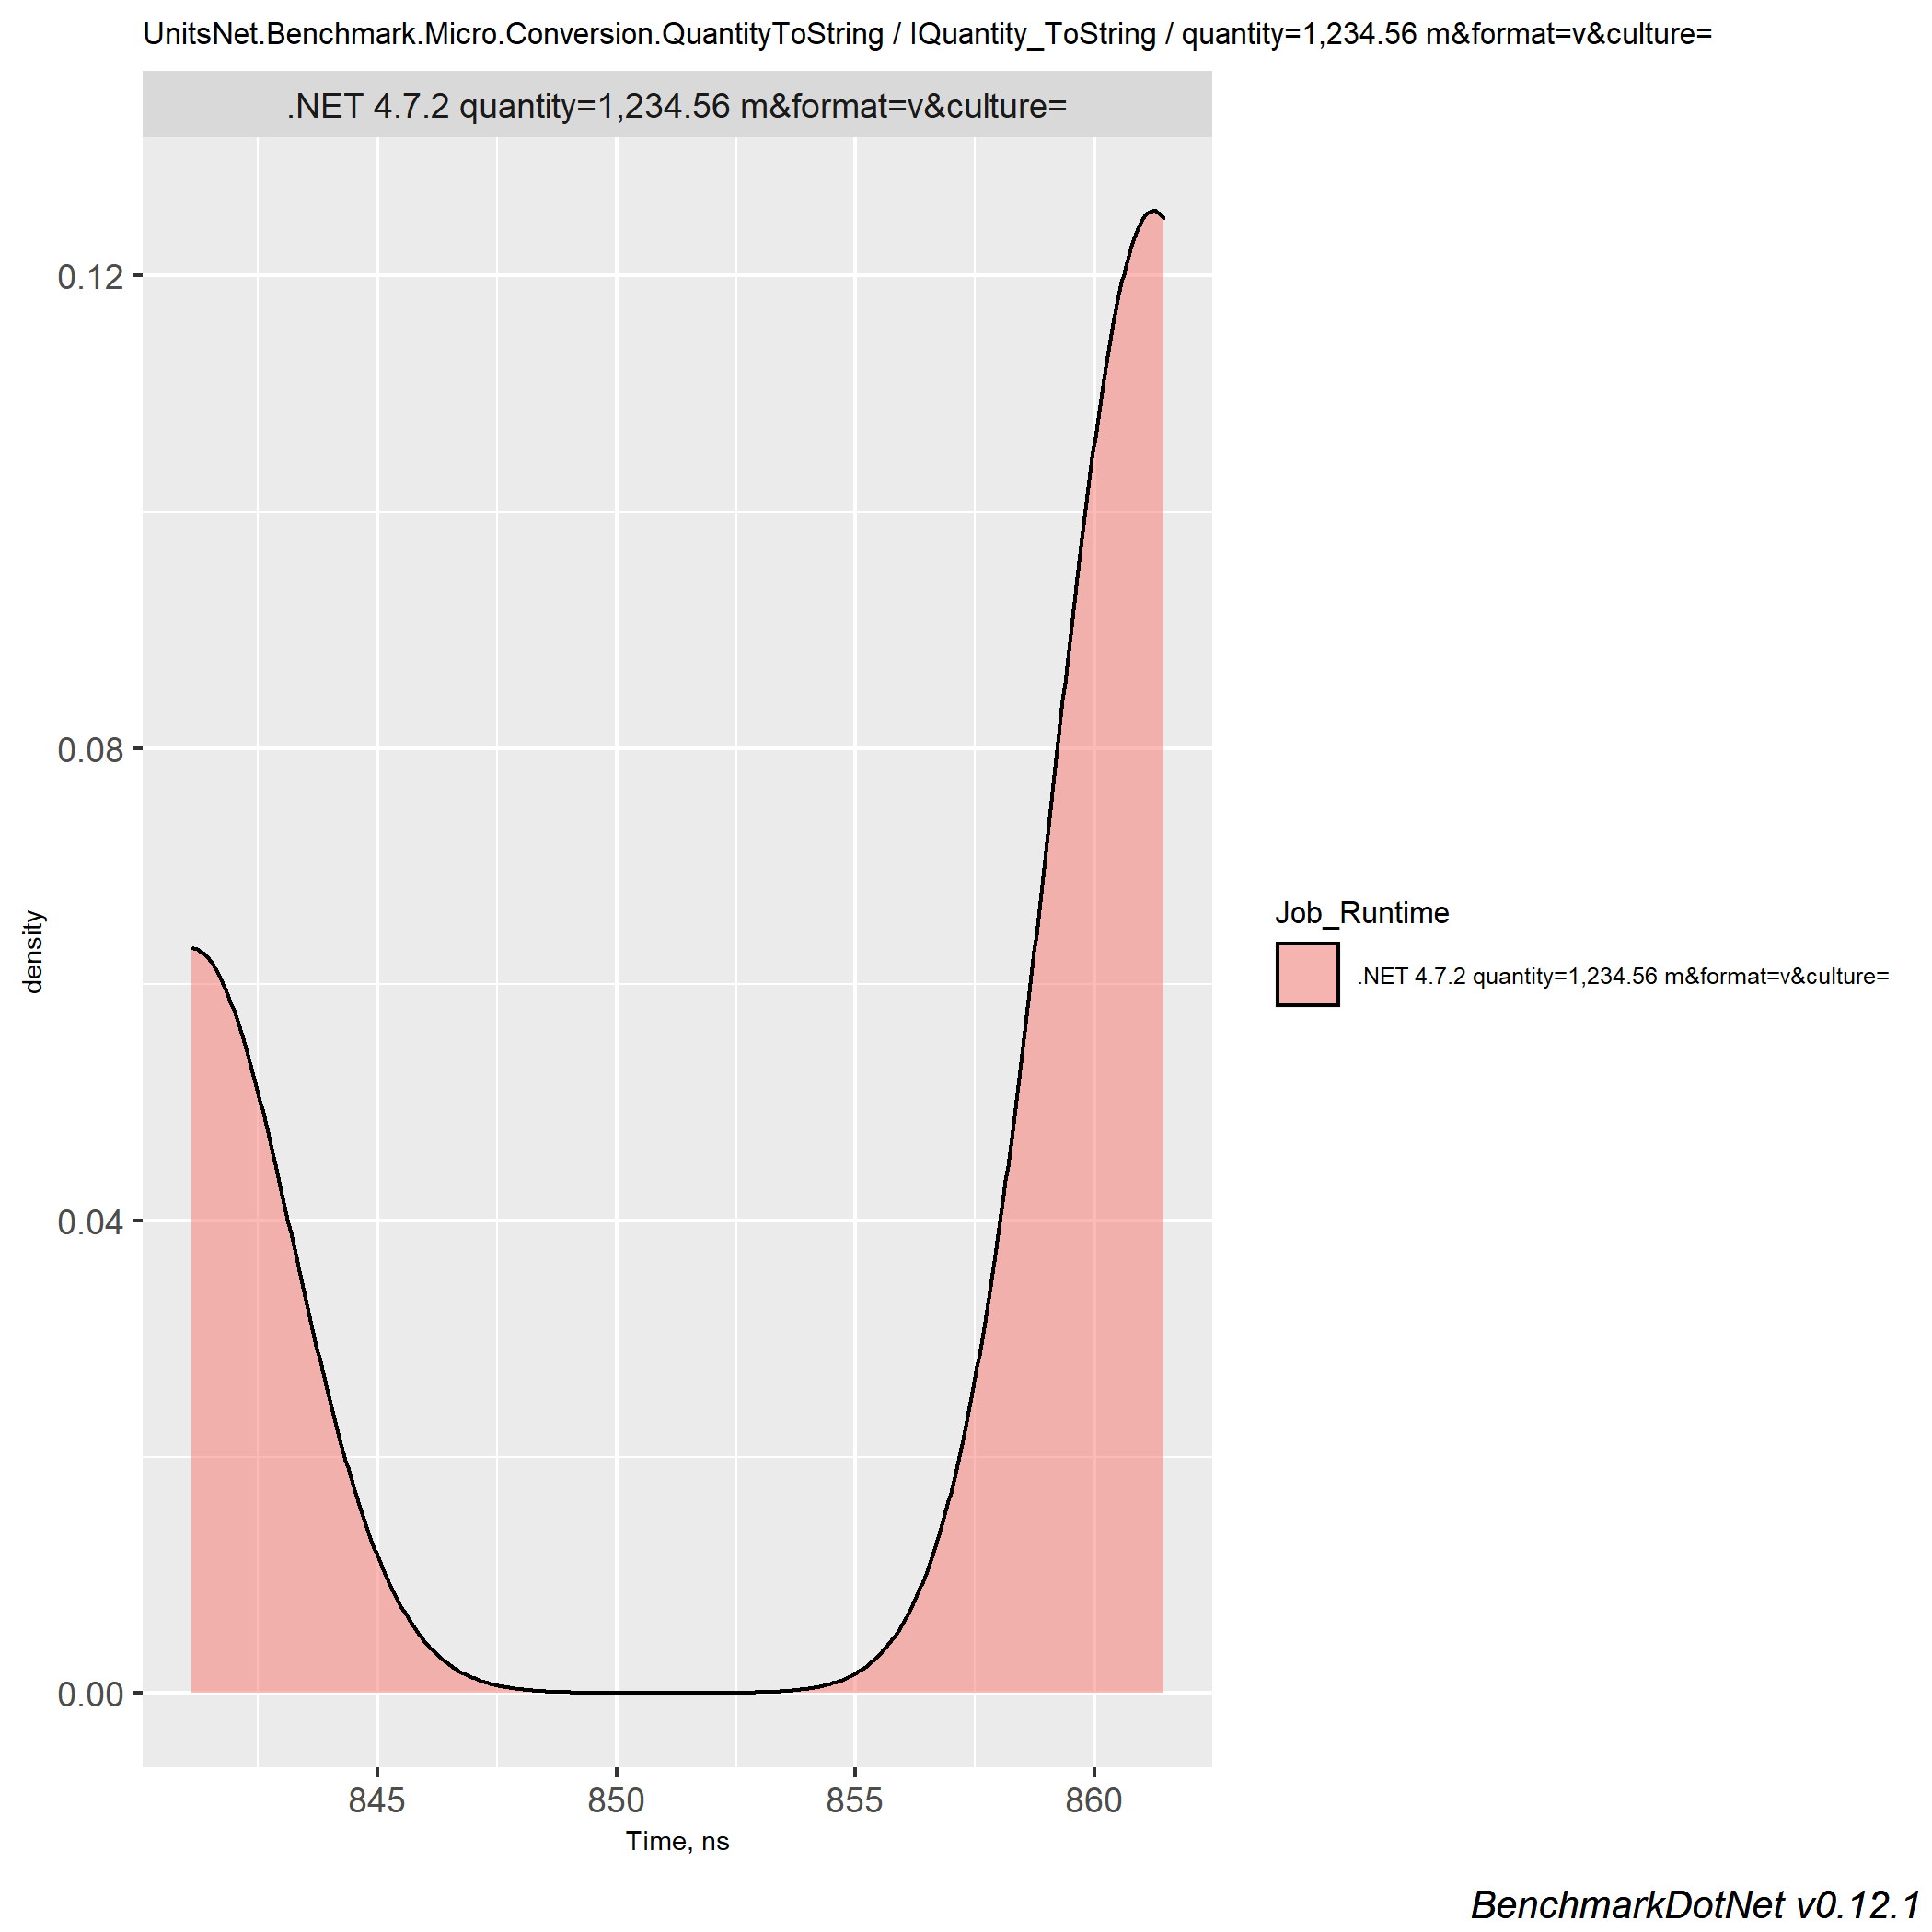 UnitsNet.Benchmark.Micro.Conversion.QuantityToString / IQuantity_ToString / quantity=1,234.56 m&format=v&culture=
.NET 4.7.2 quantity=1,234.56 m&format=v&culture=
0.12
0.08
0.04
0.00
density
845 850 855 860
Time, ns
Job_Runtime
.NET 4.7.2 quantity=1,234.56 m&format=v&culture=
BenchmarkDotNet v0.12.1